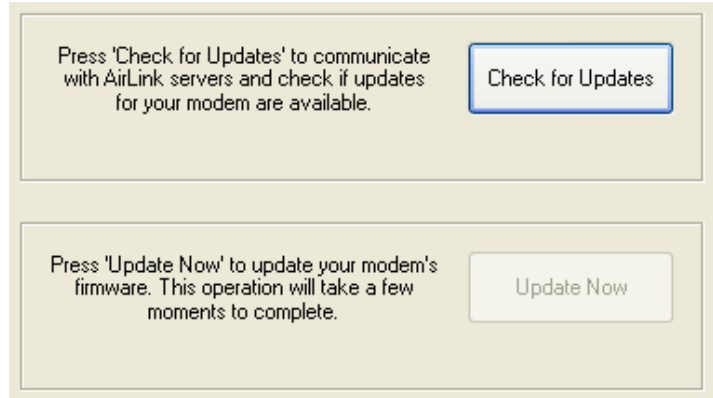 Press 'Check for Updates' to communicate
with AirLink servers and check if updates
for your modem are available.
Check for Updates
Press 'Update Now' to update your modem's
firmware. This operation will take a few
moments to complete.
Update Now